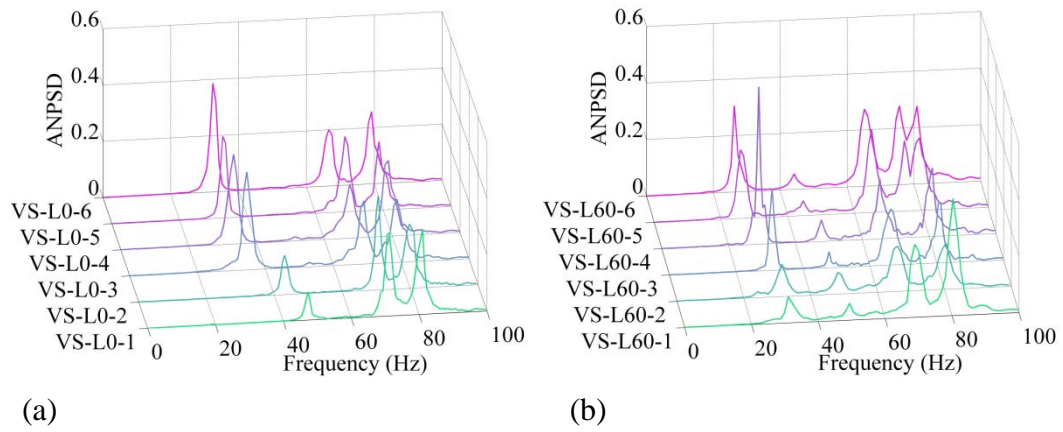 0.6
0.4
0.2
0
ANPSD
VS-L0-6
VS-L0-5
VS-L0-4
VS-L0-3
VS-L0-2
VS-L0-1
0
20
40
60
80
100
Frequency (Hz)
(a)
0.6
0.4
0.2
0
ANPSD
VS-L60-6
VS-L60-5
VS-L60-4
VS-L60-3
VS-L60-2
VS-L60-1
0
20
40
60
80
100
Frequency (Hz)
(b)